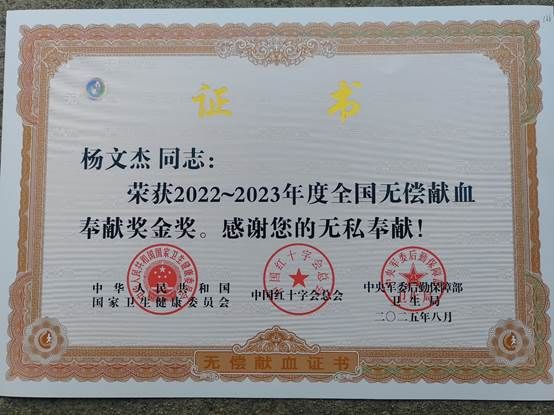 证 书
杨文杰 同志：
荣获2022~2023年度全国无偿献血
奉献奖金奖。感谢您的无私奉献！
中华人民共和国
国家卫生健康委员会
中国红十字会总会
中央军委后勤保障部
卫生局
二〇二五年八月
无偿献血证书